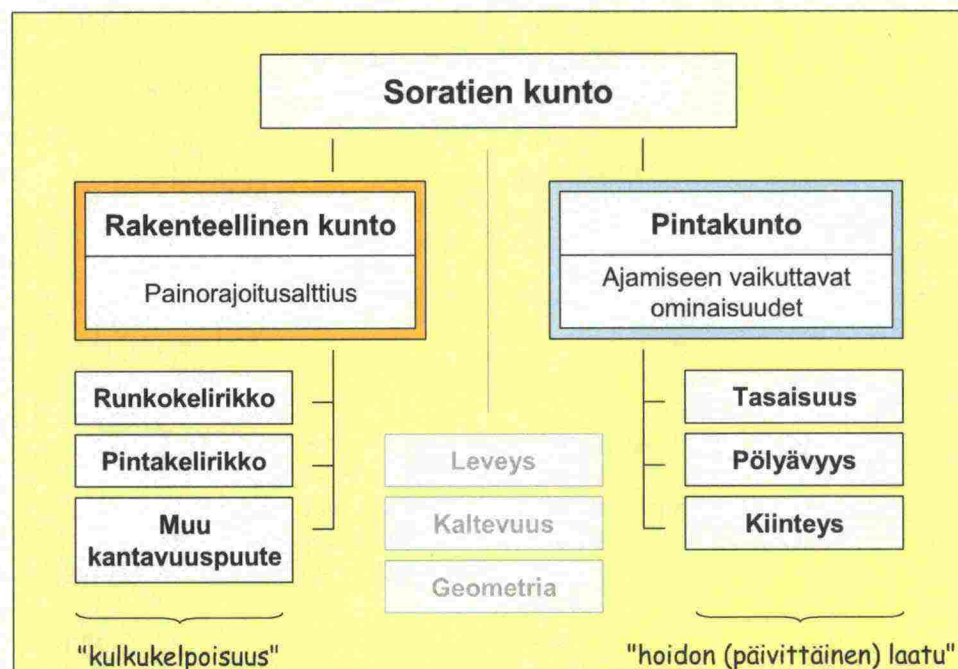 Soratien kunto
Rakenteellinen kunto
Painorajoitusalttius
Runkokelirikko
Pintakelirikko
Muu
kantavuuspuute
"kulkukelpoisuus"
Leveys
Kaltevuus
Geometria
Pintakunto
Ajamiseen vaikuttavat
ominaisuudet
Tasaisuus
Pölyävyys
Kiinteys
"hoidon (päivittäinen) laatu"